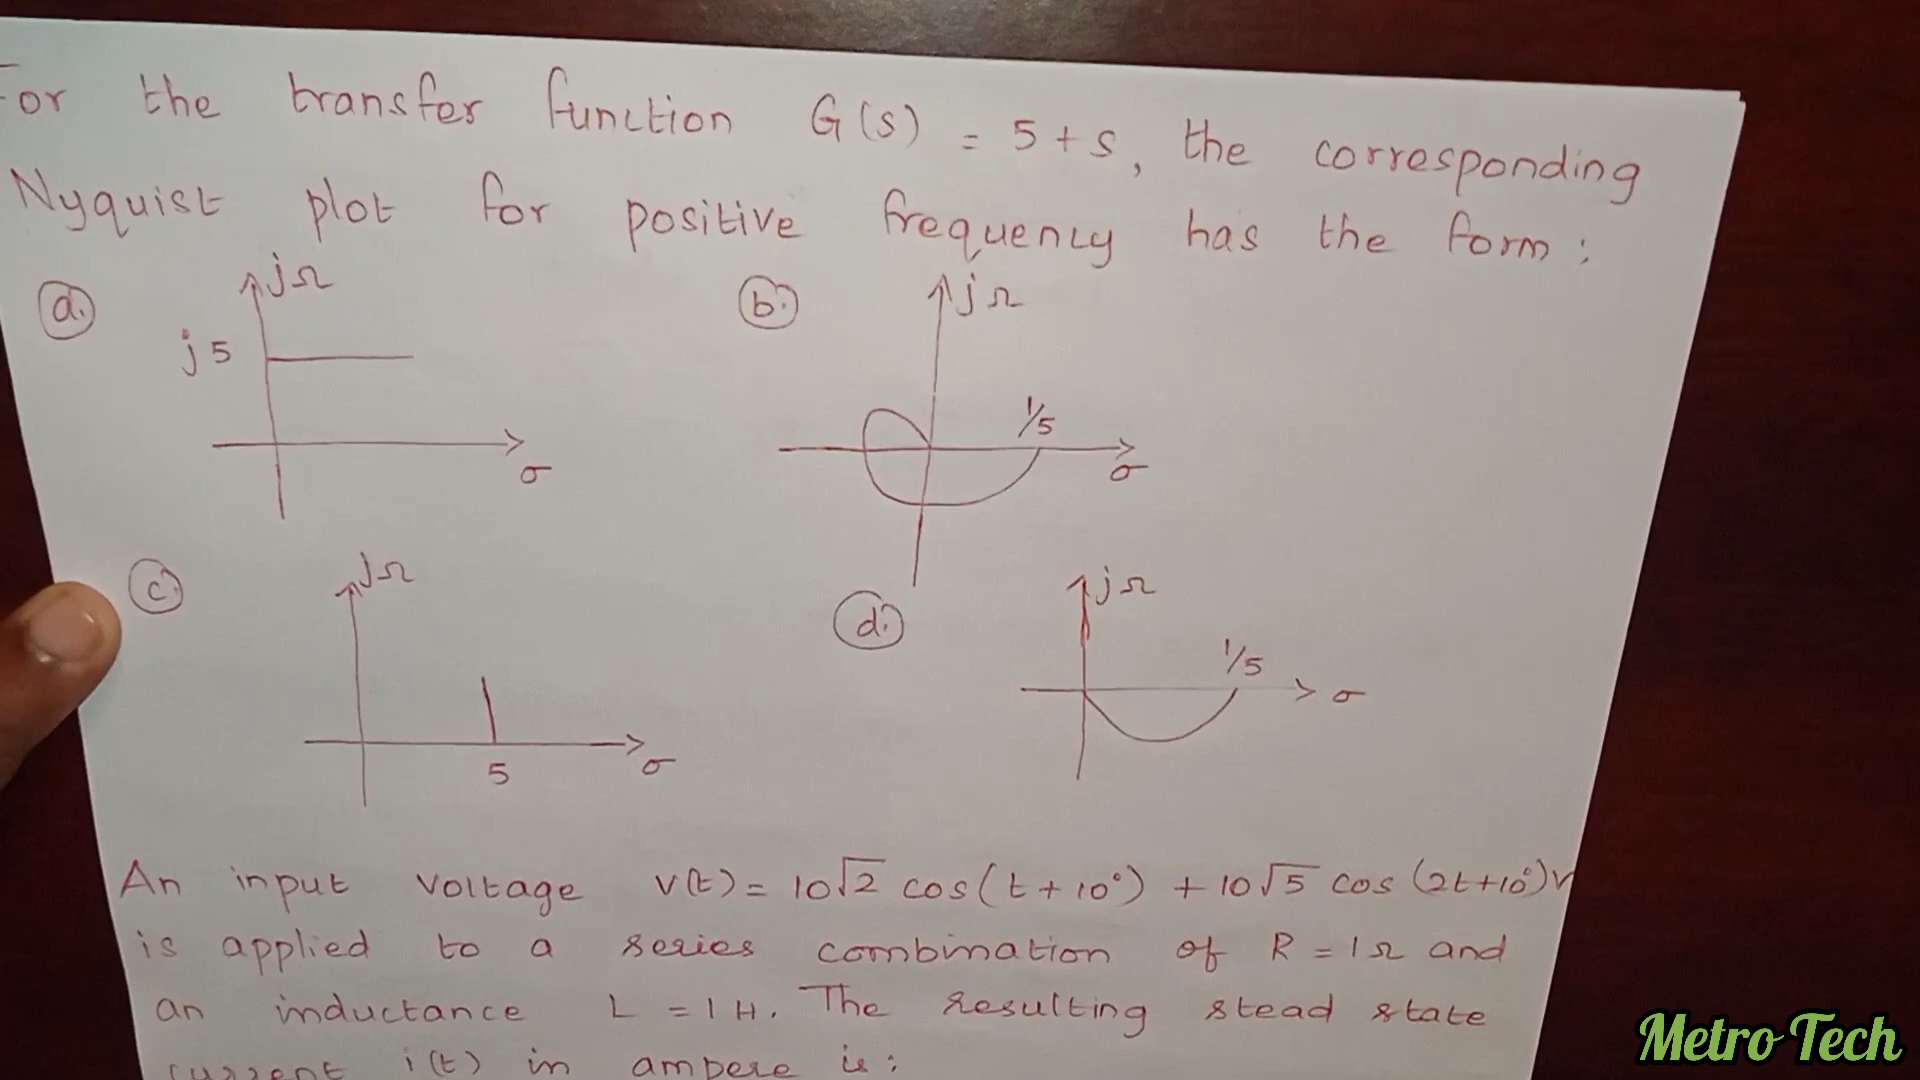 For the transfer function G(s) = 5+s, the corresponding
Nyquist plot for positive frequency has the form:
a. jΩ
j5
σ
b. jΩ
1/5
σ
c. jΩ
5
σ
d. jΩ
1/5
σ
An input voltage v(t) = 10√2 cos(t+10°) + 10√5 cos(2t+10°)V
is applied to a series combination of R = 1Ω and
an inductance L = 1H. The resulting stead state
current i(t) in ampere is:
Metro Tech